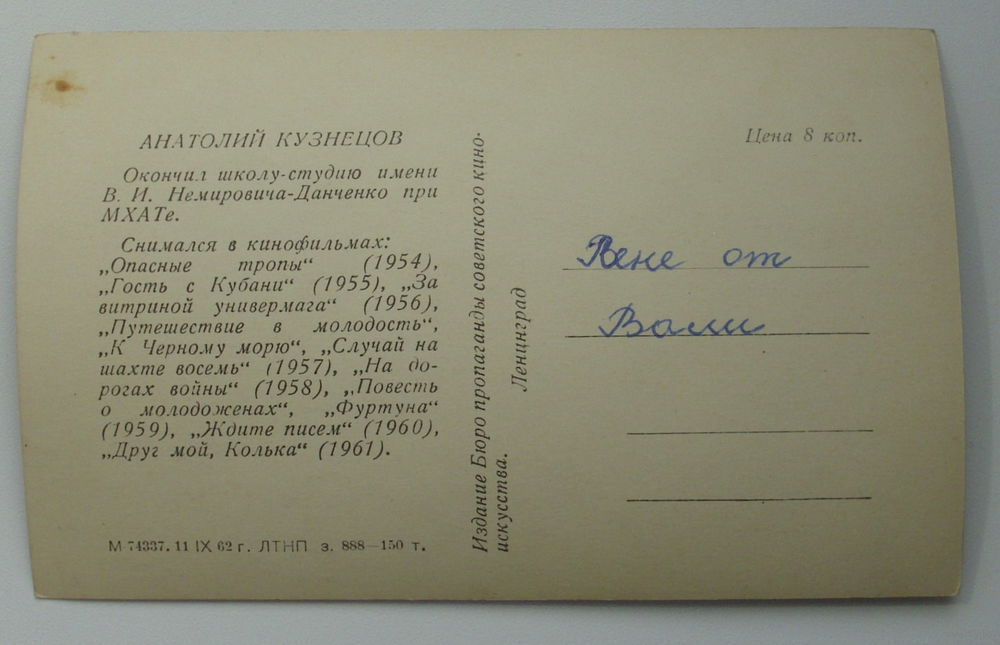 АНАТОЛИЙ КУЗНЕЦОВ
Окончил школу-студию имени
В. И. Немировича-Данченко при
МХАТе.
Снимался в кинофильмах:
„Опасные тропы“ (1954),
„Гость с Кубани“ (1955), „За
витриной универмага“ (1956),
„Путешествие в молодость“,
„К Черному морю“, „Случай на
шахте восемь“ (1957), „На до-
рогах войны“ (1958), „Повесть
о молодоженах“, „Фуртуна“
(1959), „Ждите писем“ (1960),
„Друг мой, Колька“ (1961).
М 74337. 11 IX 62 г. ЛТНП з. 888—150 т.
Издание Бюро пропаганды советского кино-
искусства.
Ленинград
Цена 8 коп.
Вене от
Вали